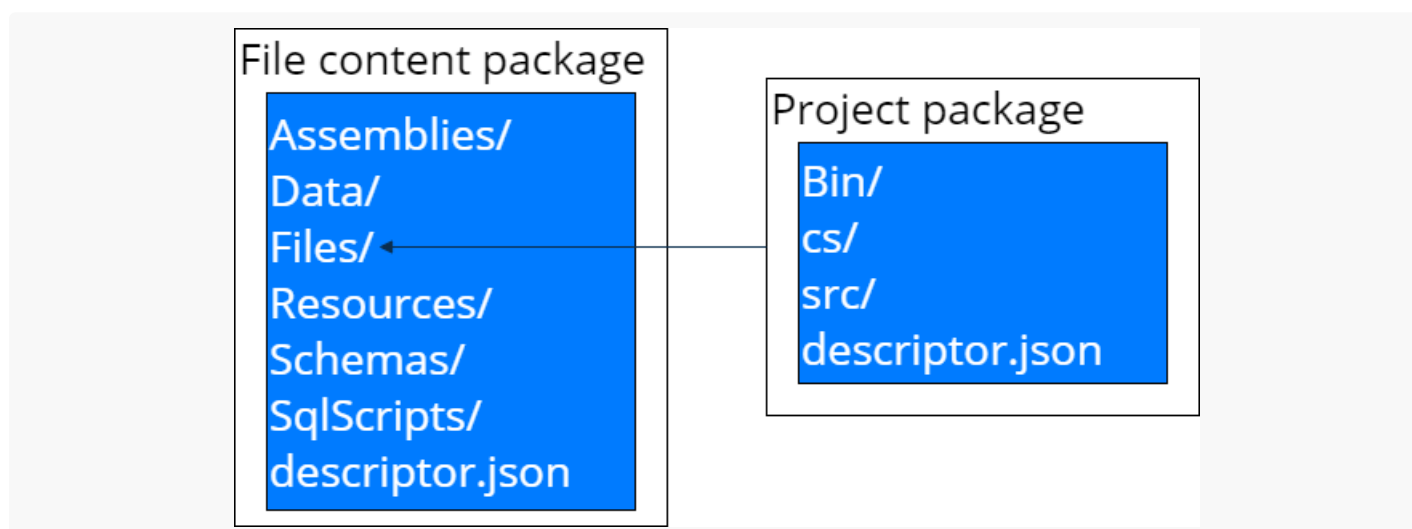 File content package
Assemblies/
Data/
Files/
Resources/
Schemas/
SqlScripts/
descriptor.json
Project package
Bin/
cs/
src/
descriptor.json